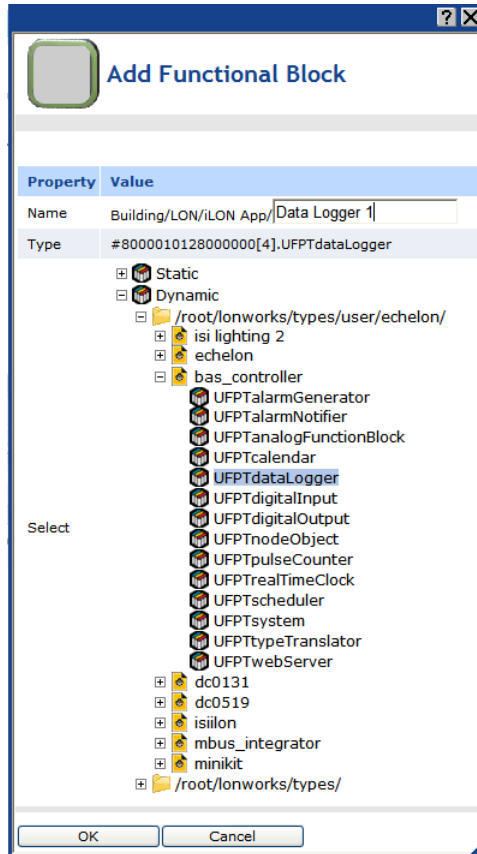 ?
Add Functional Block
Property Value
Name Building/LON/iLON App/Data Logger 1
Type #8000010128000000[4].UFPTdataLogger
Static
Dynamic
/root/lonworks/types/user/echelon/
isi lighting 2
echelon
bas_controller
UFPTalarmGenerator
UFPTalarmNotifier
UFPTanalogFunctionBlock
UFPTcalendar
UFPTdataLogger
UFPTdigitalInput
UFPTdigitalOutput
Select
UFPTnodeObject
UFPTpulseCounter
UFPTrealTimeClock
UFPTscheduler
UFPTsystem
UFPTtypeTranslator
UFPTwebServer
dc0131
dc0519
isiilon
mbus_integrator
minikit
/root/lonworks/types/
OK Cancel